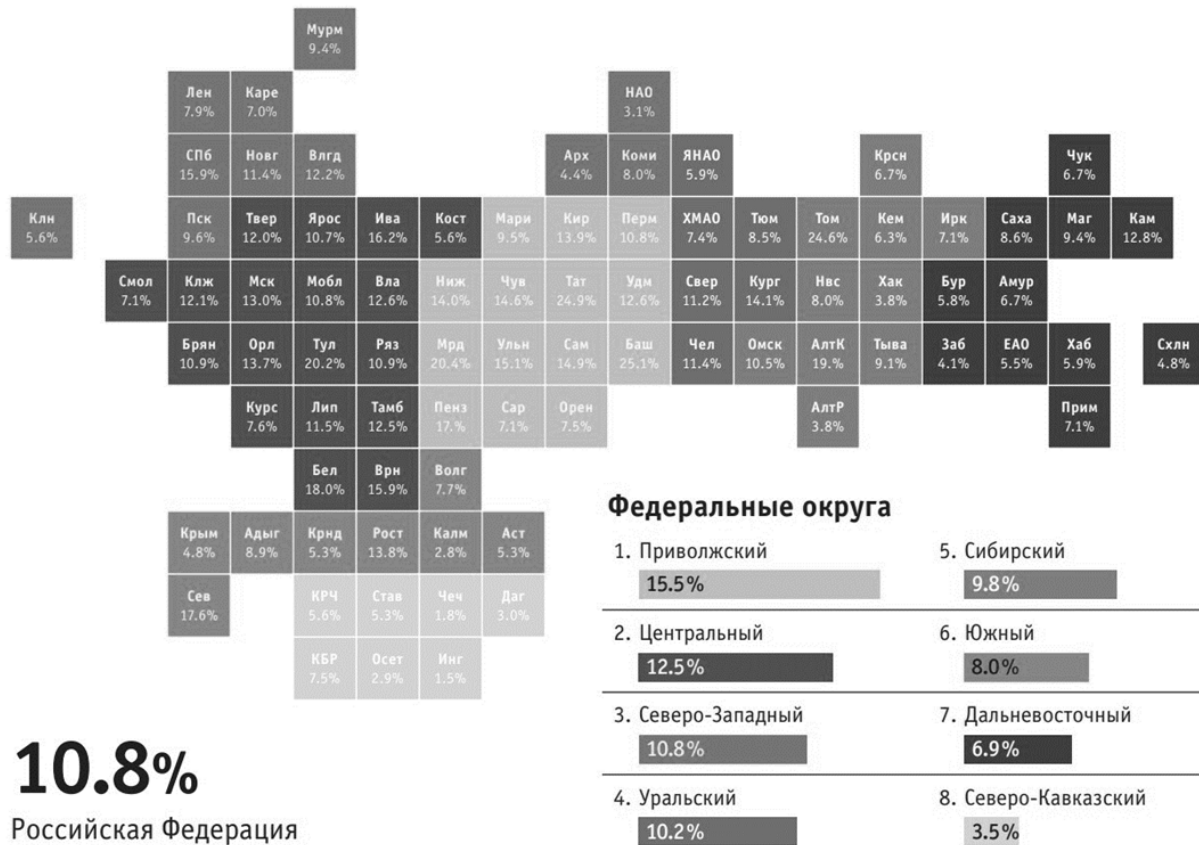 Мурм
9.4%
Лен Каре НАО
7.9% 7.0% 3.1%
СПб Новг Влгд Арх Коми ЯНАО Крсн Чук
15.9% 11.4% 12.2% 4.4% 8.0% 5.9% 6.7% 6.7%
Клн Пск Твер Ярос Ива Кост Мари Кир Перм ХМАО Тюм Том Кем Ирк Саха Маг Кам
5.6% 9.6% 12.0% 10.7% 16.2% 5.6% 9.5% 13.9% 10.8% 7.4% 8.5% 24.6% 6.3% 7.1% 8.6% 9.4% 12.8%
Смол Клж Мск Мобл Вла Ниж Чув Тат Удм Свер Кург Нвс Хак Бур Амур
7.1% 12.1% 13.0% 10.8% 12.6% 14.0% 14.6% 24.9% 12.6% 11.2% 14.1% 8.0% 3.8% 5.8% 6.7%
Брян Орл Тул Ряз Мрд Ульн Сам Баш Чел Омск АлтК Тыва Заб ЕАО Хаб Схлн
10.9% 13.7% 20.2% 10.9% 20.4% 15.1% 14.9% 25.1% 11.4% 10.5% 19.% 9.1% 4.1% 5.5% 5.9% 4.8%
Курс Лип Тамб Пенз Сар Орен АлтР Прим
7.6% 11.5% 12.5% 17.% 7.1% 7.5% 3.8% 7.1%
Бел Врн Волг
18.0% 15.9% 7.7%
Крым Адыг Крнд Рост Калм Аст
4.8% 8.9% 5.3% 13.8% 2.8% 5.3%
Сев КРЧ Став Чеч Даг
17.6% 5.6% 5.3% 1.8% 3.0%
КБР Осет Инг
7.5% 2.9% 1.5%
10.8%
Российская Федерация
Федеральные округа
1. Приволжский
15.5%
2. Центральный
12.5%
3. Северо-Западный
10.8%
4. Уральский
10.2%
5. Сибирский
9.8%
6. Южный
8.0%
7. Дальневосточный
6.9%
8. Северо-Кавказский
3.5%